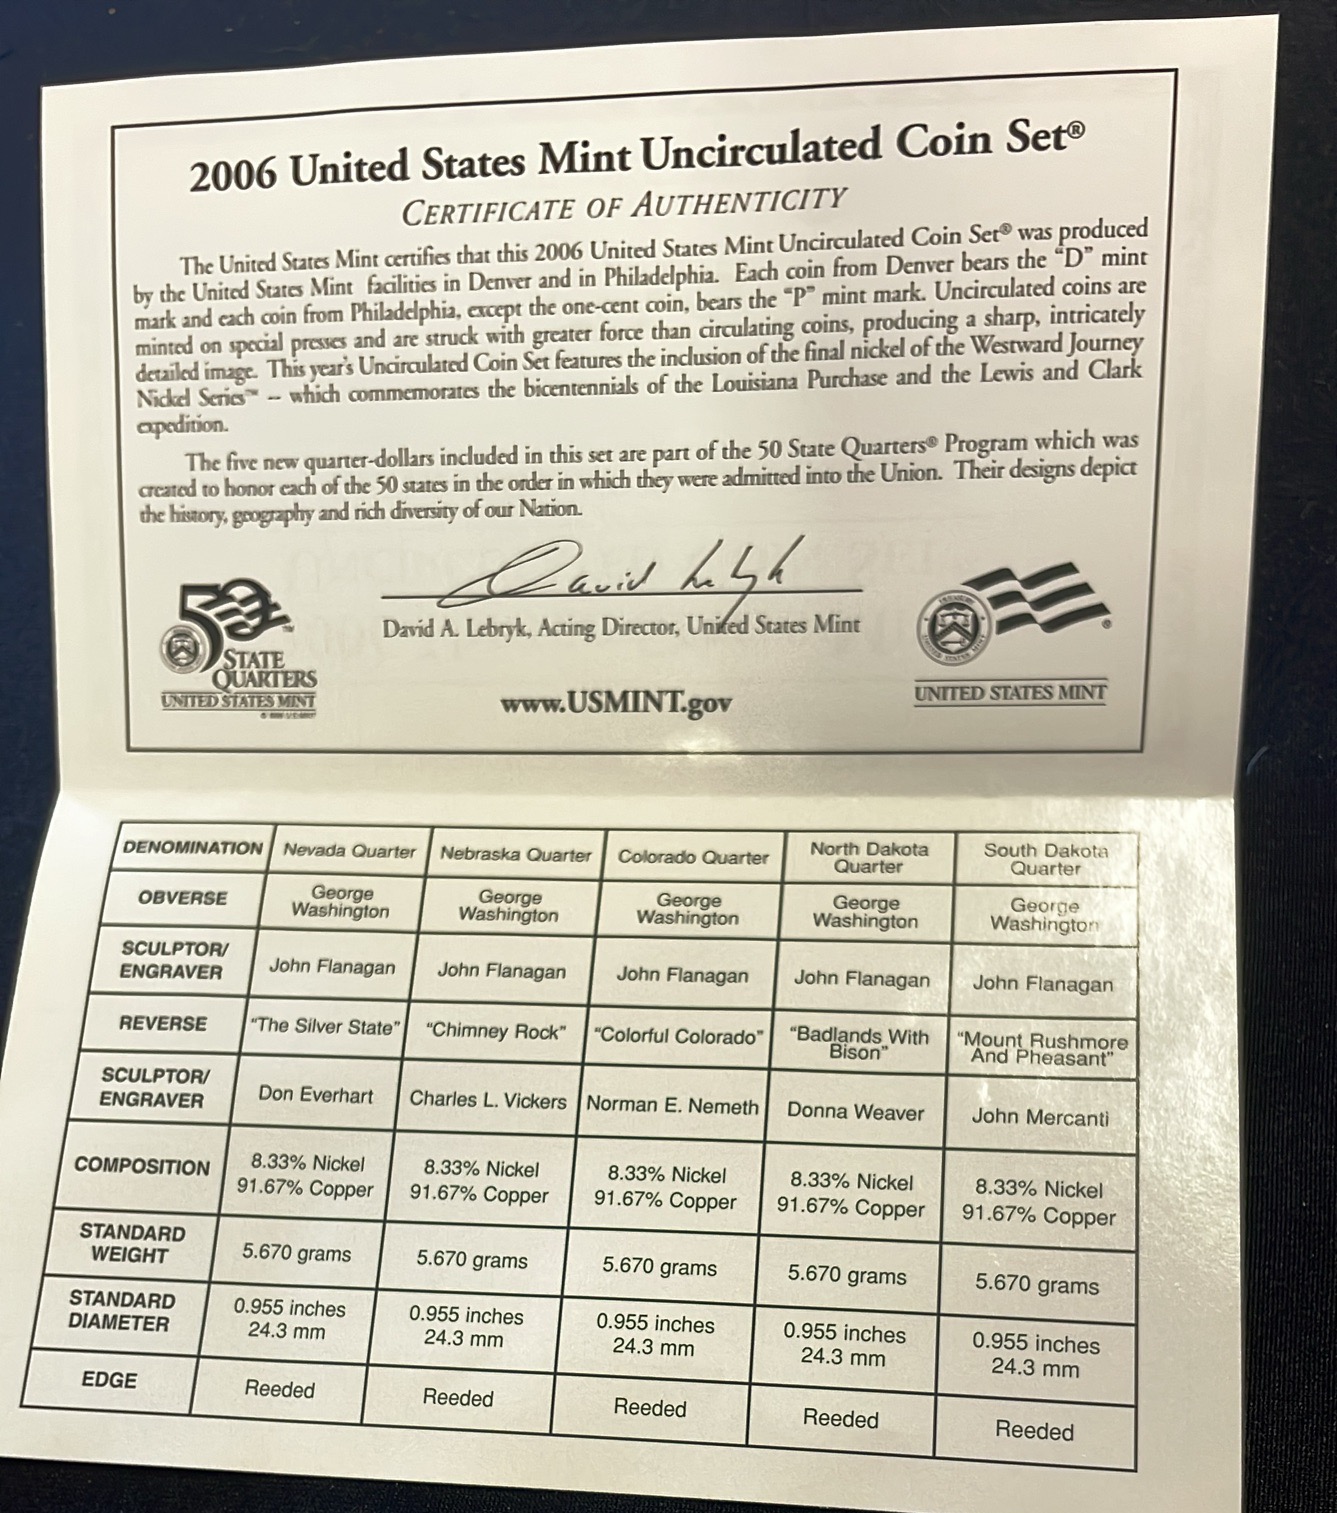 2006 United States Mint Uncirculated Coin Set®
CERTIFICATE OF AUTHENTICITY
The United States Mint certifies that this 2006 United States Mint Uncirculated Coin Set® was produced
by the United States Mint facilities in Denver and in Philadelphia. Each coin from Denver bears the "D" mint
mark and each coin from Philadelphia, except the one-cent coin, bears the "P" mint mark. Uncirculated coins are
minted on special presses and are struck with greater force than circulating coins, producing a sharp, intricately
detailed image. This year's Uncirculated Coin Set features the inclusion of the final nickel of the Westward Journey
Nickel Series™ – which commemorates the bicentennials of the Louisiana Purchase and the Lewis and Clark
expedition.
The five new quarter-dollars included in this set are part of the 50 State Quarters® Program which was
created to honor each of the 50 states in the order in which they were admitted into the Union. Their designs depict
the history, geography and rich diversity of our Nation.
David A. Lebryk, Acting Director, United States Mint
50
STATE
QUARTERS
UNITED STATES MINT
www.USMINT.gov
UNITED STATES MINT
DENOMINATION Nevada Quarter Nebraska Quarter Colorado Quarter North Dakota Quarter South Dakota Quarter
OBVERSE George Washington George Washington George Washington George Washington George Washington
SCULPTOR/ ENGRAVER John Flanagan John Flanagan John Flanagan John Flanagan John Flanagan
REVERSE "The Silver State" "Chimney Rock" "Colorful Colorado" "Badlands With Bison" "Mount Rushmore And Pheasant"
SCULPTOR/ ENGRAVER Don Everhart Charles L. Vickers Norman E. Nemeth Donna Weaver John Mercanti
COMPOSITION 8.33% Nickel 91.67% Copper 8.33% Nickel 91.67% Copper 8.33% Nickel 91.67% Copper 8.33% Nickel 91.67% Copper 8.33% Nickel 91.67% Copper
STANDARD WEIGHT 5.670 grams 5.670 grams 5.670 grams 5.670 grams 5.670 grams
STANDARD DIAMETER 0.955 inches 24.3 mm 0.955 inches 24.3 mm 0.955 inches 24.3 mm 0.955 inches 24.3 mm 0.955 inches 24.3 mm
EDGE Reeded Reeded Reeded Reeded Reeded